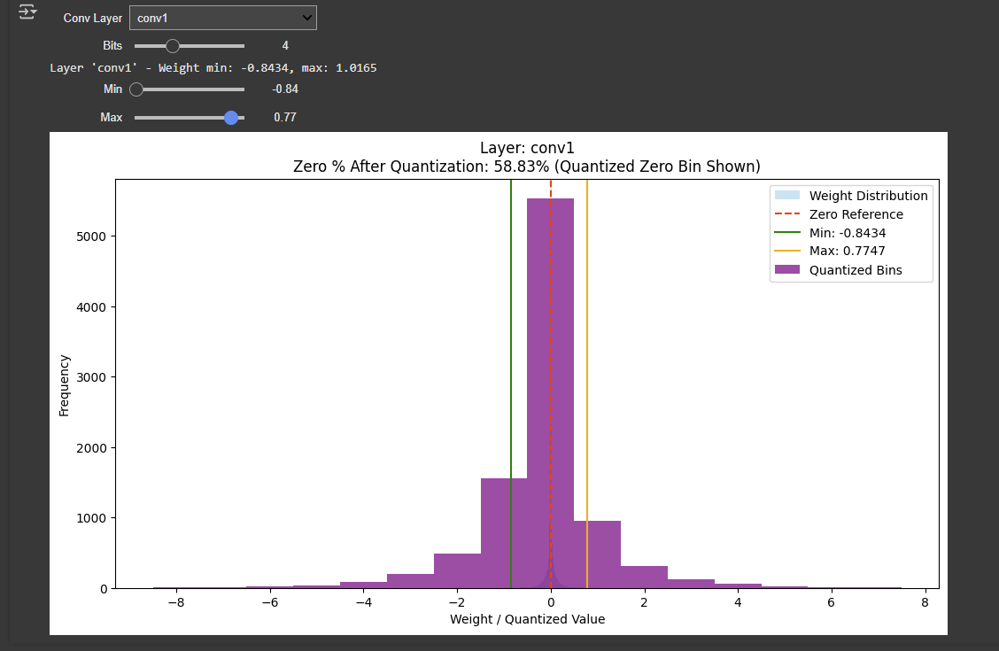 Conv Layer conv1
Bits 4
Layer 'conv1' - Weight min: -0.8434, max: 1.0165
Min -0.84
Max 0.77
Layer: conv1
Zero % After Quantization: 58.83% (Quantized Zero Bin Shown)
Weight Distribution
Zero Reference
Min: -0.8434
Max: 0.7747
Quantized Bins
Frequency
5000
4000
3000
2000
1000
0
−8 −6 −4 −2 0 2 4 6 8
Weight / Quantized Value